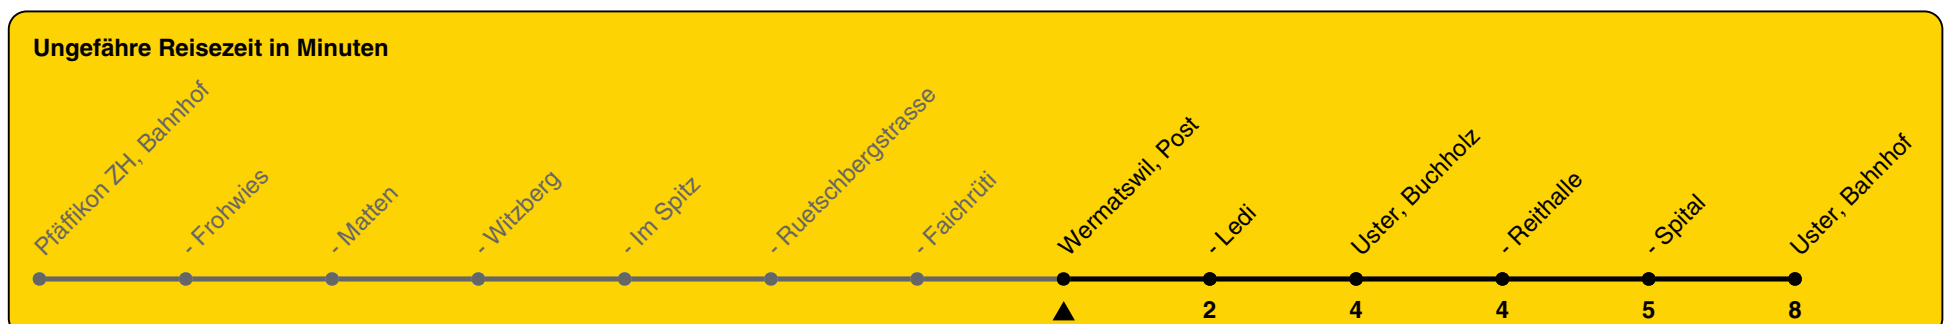 Ungefähre Reisezeit in Minuten
Pfäffikon ZH, Bahnhof
- Frohwies
- Matten
- Witzberg
- Im Spitz
- Ruetschbergstrasse
- Faichrüti
Wermatswil, Post
- Ledi
Uster, Buchholz
- Reithalle
- Spital
Uster, Bahnhof
2 4 4 5 8